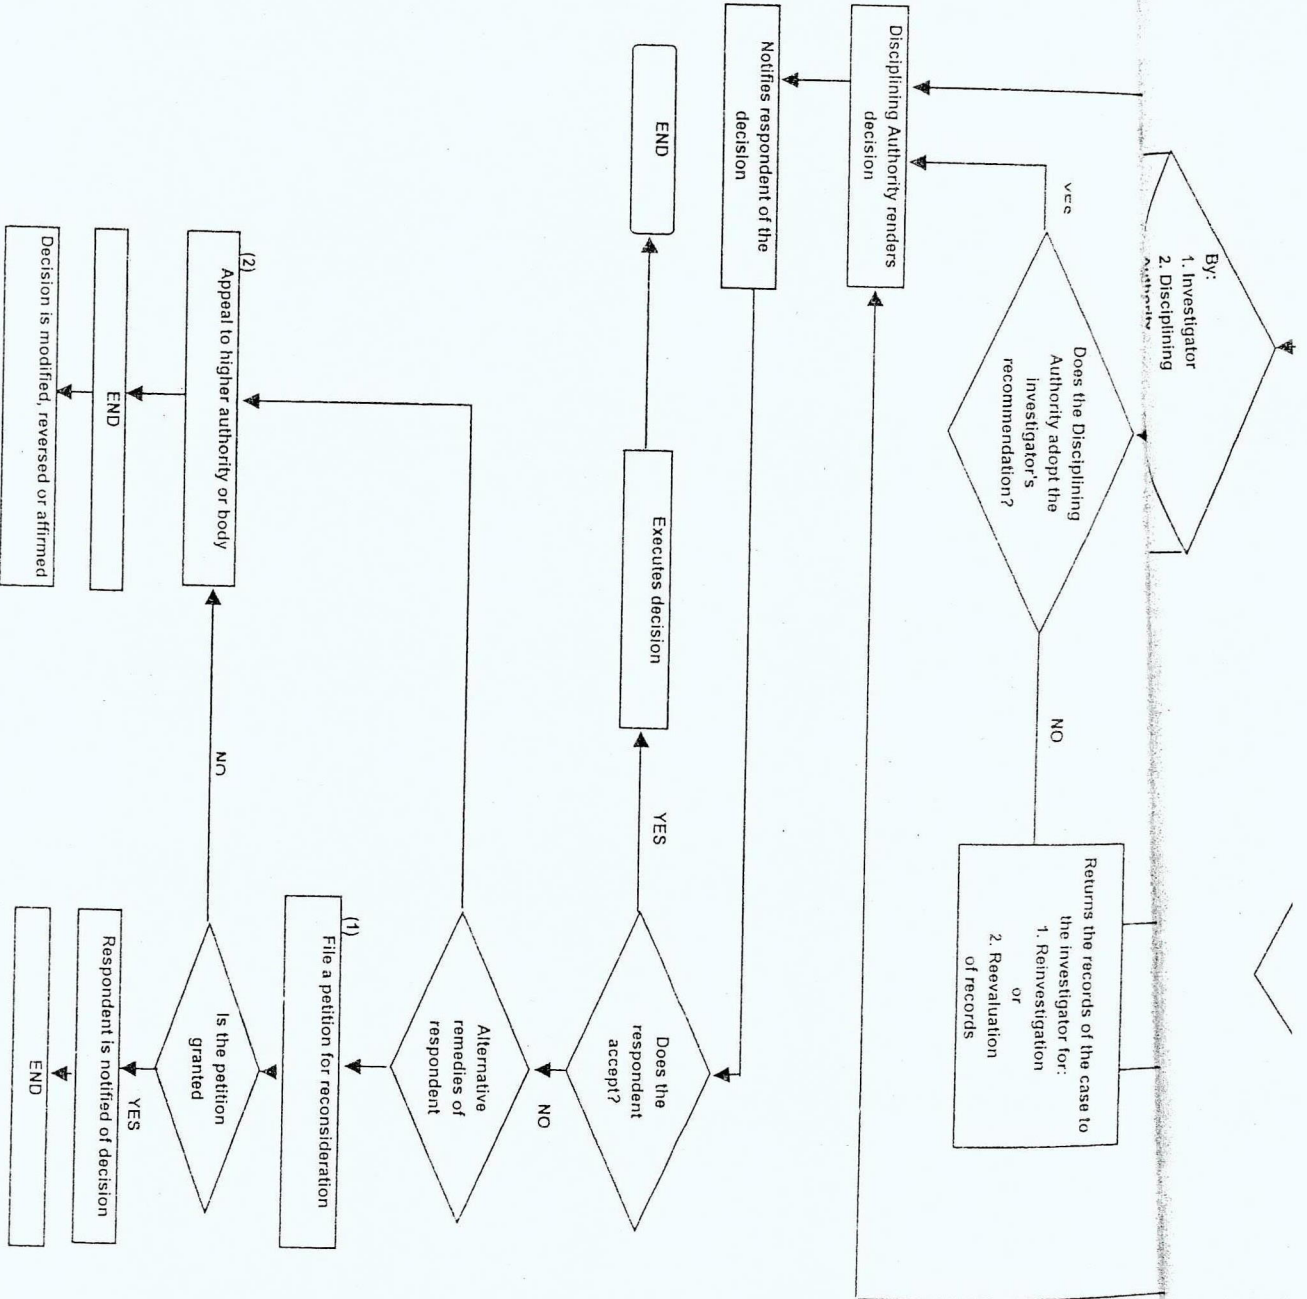 By:
1. Investigator
2. Disciplining
Authority
Does the Disciplining
Authority adopt the
investigator's
recommendation?
YES
NO
Returns the records of the case to
the investigator for:
1. Reinvestigation
or
2. Reevaluation
of records
Disciplining Authority renders
decision
Notifies respondent of the
decision
Does the
respondent
accept?
YES
NO
Executes decision
END
Alternative
remedies of
respondent
(1)
File a petition for reconsideration
(2)
Appeal to higher authority or body
Is the petition
granted
NO
YES
END
Decision is modified, reversed or affirmed
Respondent is notified of decision
END